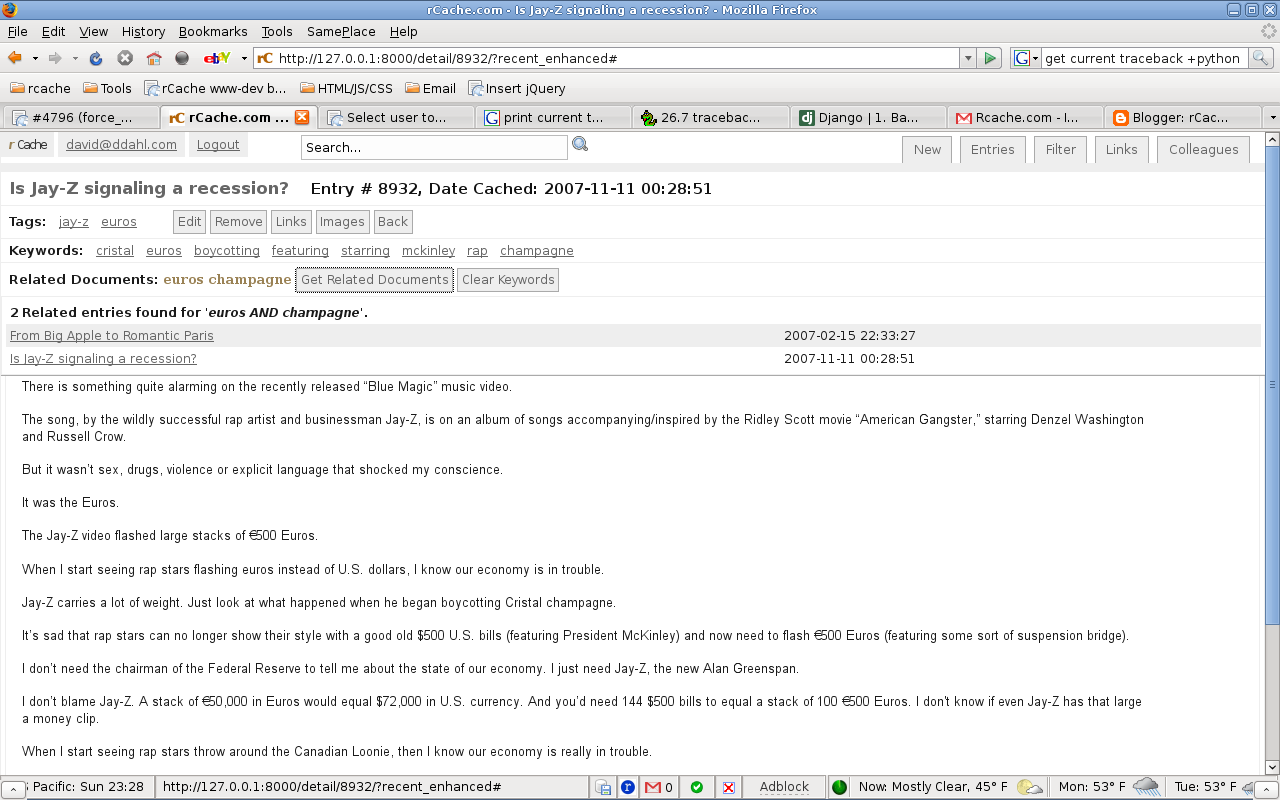 rCache.com - Is Jay-Z signaling a recession? - Mozilla Firefox
File Edit View History Bookmarks Tools SamePlace Help
ebY rC http://127.0.0.1:8000/detail/8932/?recent_enhanced# G get current traceback +python
rcache Tools rCache www-dev b... HTML/JS/CSS Email Insert jQuery
#4796 (force_... rC rCache.com ... Select user to... G print current t... 26.7 tracebac... dj Django | 1. Ba... Rcache.com - I... Blogger: rCac...
r Cache david@ddahl.com Logout Search... New Entries Filter Links Colleagues
Is Jay-Z signaling a recession? Entry # 8932, Date Cached: 2007-11-11 00:28:51
Tags: jay-z euros Edit Remove Links Images Back
Keywords: cristal euros boycotting featuring starring mckinley rap champagne
Related Documents: euros champagne Get Related Documents Clear Keywords
2 Related entries found for 'euros AND champagne'.
From Big Apple to Romantic Paris 2007-02-15 22:33:27
Is Jay-Z signaling a recession? 2007-11-11 00:28:51
There is something quite alarming on the recently released “Blue Magic” music video.
The song, by the wildly successful rap artist and businessman Jay-Z, is on an album of songs accompanying/inspired by the Ridley Scott movie “American Gangster,” starring Denzel Washington
and Russell Crow.
But it wasn’t sex, drugs, violence or explicit language that shocked my conscience.
It was the Euros.
The Jay-Z video flashed large stacks of €500 Euros.
When I start seeing rap stars flashing euros instead of U.S. dollars, I know our economy is in trouble.
Jay-Z carries a lot of weight. Just look at what happened when he began boycotting Cristal champagne.
It’s sad that rap stars can no longer show their style with a good old $500 U.S. bills (featuring President McKinley) and now need to flash €500 Euros (featuring some sort of suspension bridge).
I don’t need the chairman of the Federal Reserve to tell me about the state of our economy. I just need Jay-Z, the new Alan Greenspan.
I don’t blame Jay-Z. A stack of €50,000 in Euros would equal $72,000 in U.S. currency. And you’d need 144 $500 bills to equal a stack of 100 €500 Euros. I don't know if even Jay-Z has that large
a money clip.
When I start seeing rap stars throw around the Canadian Loonie, then I know our economy is really in trouble.
Pacific: Sun 23:28 http://127.0.0.1:8000/detail/8932/?recent_enhanced# r 0 Adblock Now: Mostly Clear, 45° F Mon: 53° F Tue: 53° F